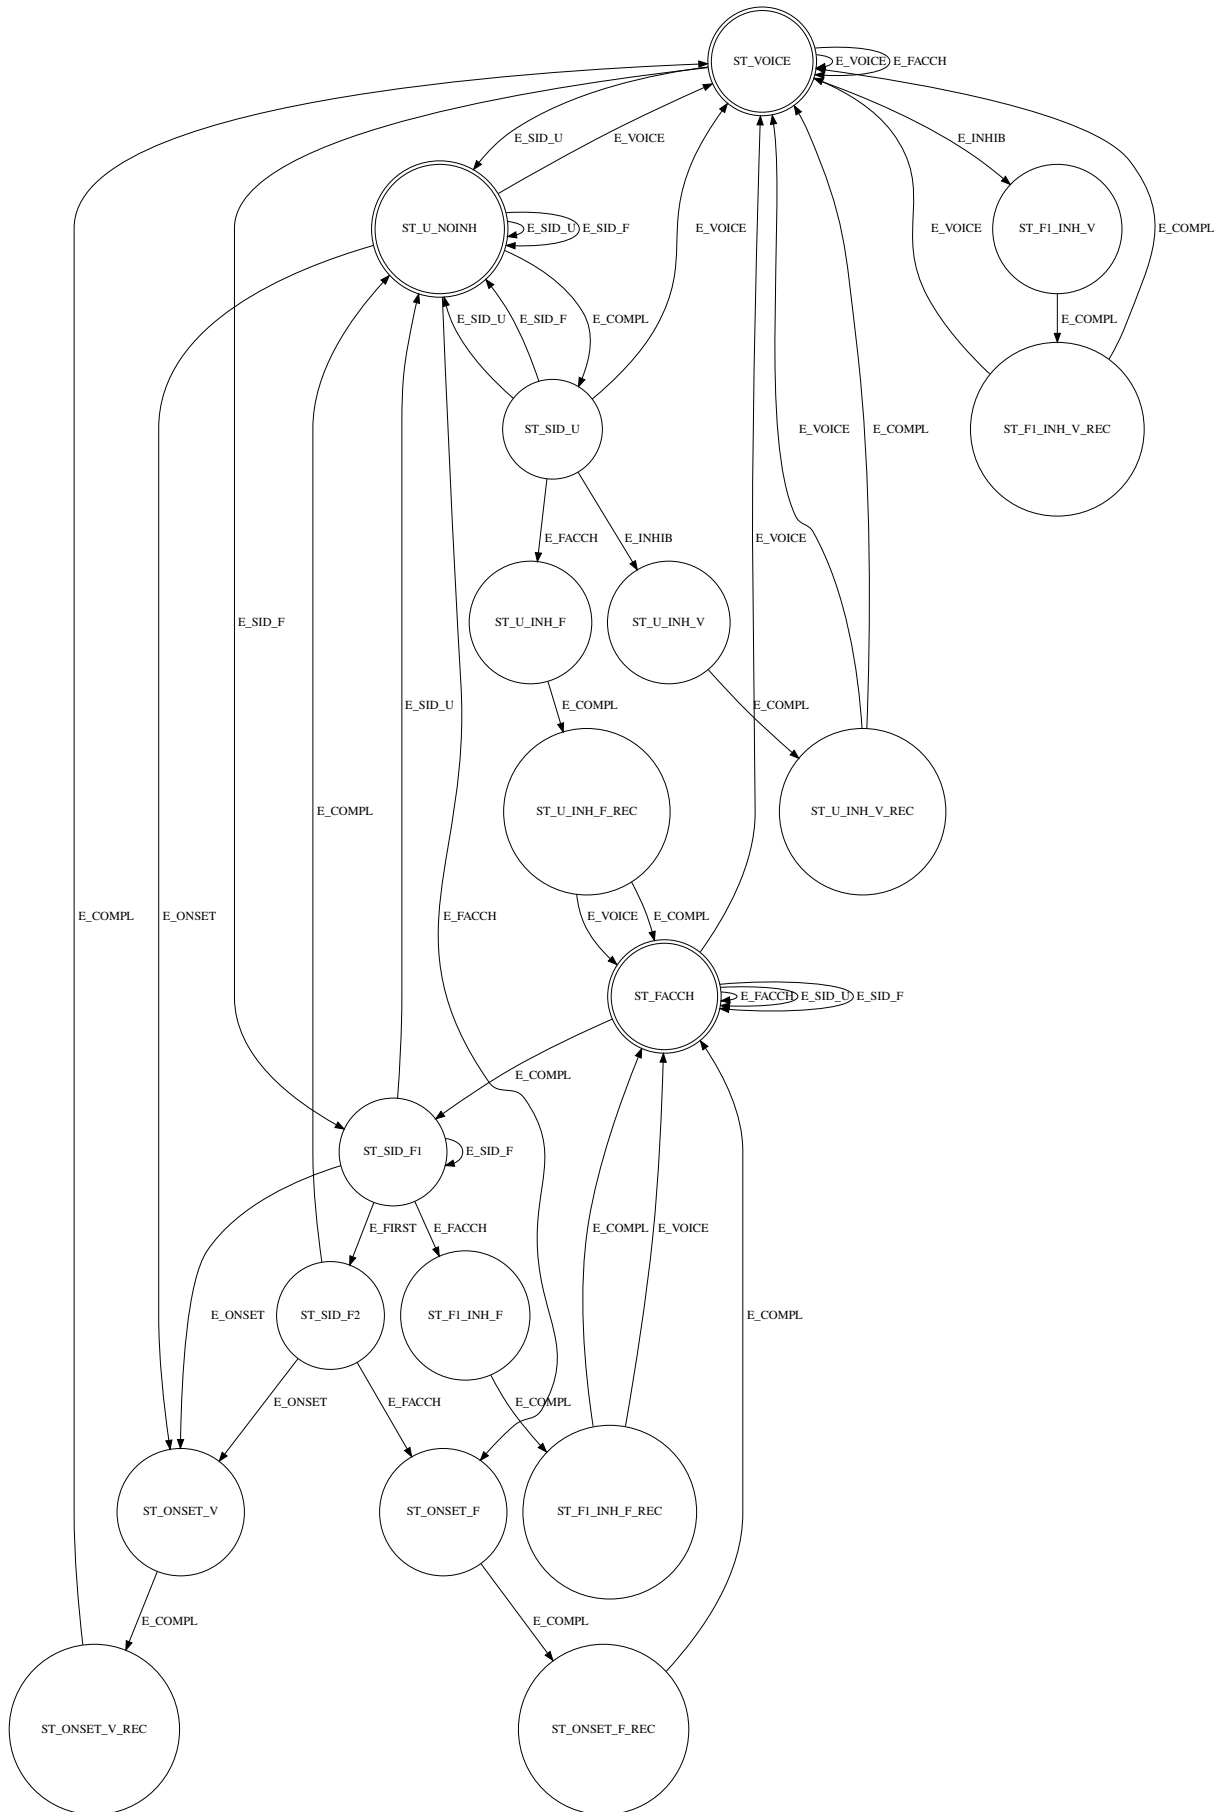 ST_VOICE
E_VOICE
E_FACCH
E_SID_U
E_VOICE
E_INHIB
ST_U_NOINH
E_SID_U
E_SID_F
E_VOICE
E_VOICE
ST_F1_INH_V
E_COMPL
E_SID_U
E_SID_F
E_COMPL
E_COMPL
ST_SID_U
E_VOICE
E_COMPL
ST_F1_INH_V_REC
E_FACCH
E_INHIB
E_VOICE
E_SID_F
ST_U_INH_F
ST_U_INH_V
E_SID_U
E_COMPL
E_COMPL
E_COMPL
ST_U_INH_F_REC
ST_U_INH_V_REC
E_COMPL
E_ONSET
E_FACCH
E_VOICE
E_COMPL
ST_FACCH
E_FACCH
E_SID_U
E_SID_F
E_COMPL
ST_SID_F1
E_SID_F
E_FIRST
E_FACCH
E_COMPL
E_VOICE
E_ONSET
ST_SID_F2
ST_F1_INH_F
E_COMPL
E_ONSET
E_FACCH
E_COMPL
ST_ONSET_V
ST_ONSET_F
ST_F1_INH_F_REC
E_COMPL
E_COMPL
ST_ONSET_V_REC
ST_ONSET_F_REC